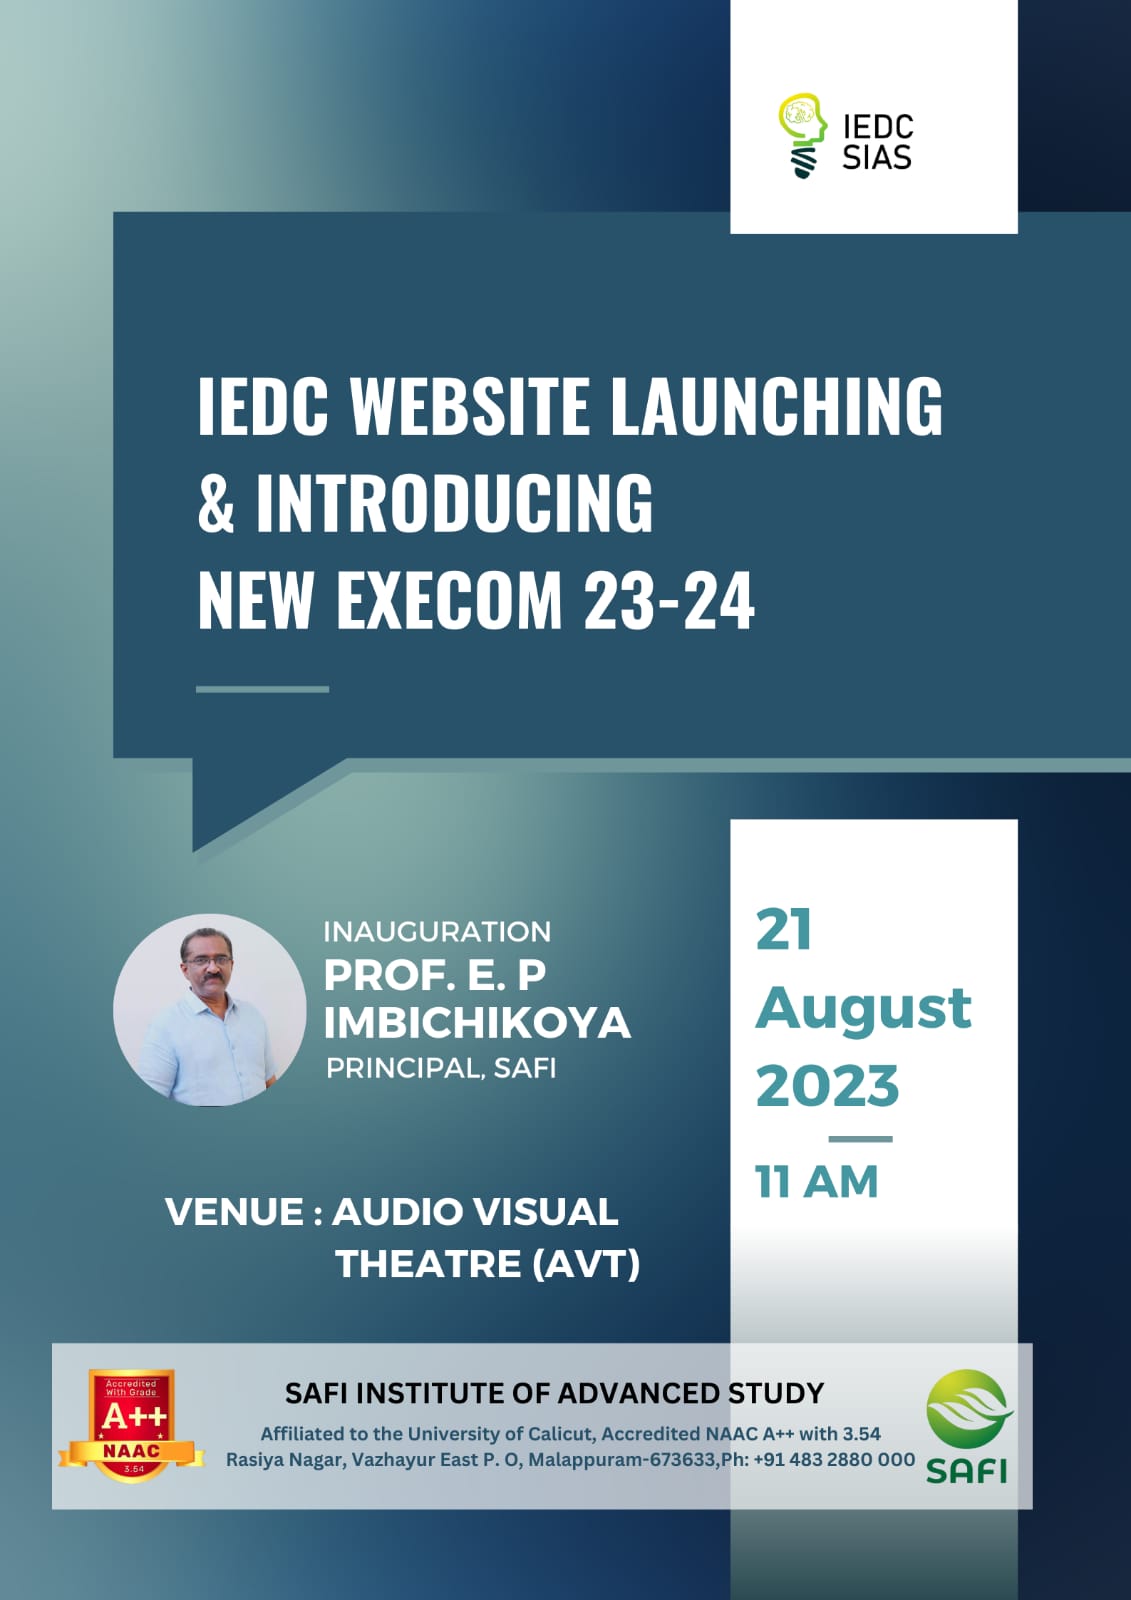 IEDC
SIAS
IEDC WEBSITE LAUNCHING
& INTRODUCING
NEW EXECOM 23-24
INAUGURATION
PROF. E. P
IMBICHIKOYA
PRINCIPAL, SAFI
21
August
2023
11 AM
VENUE : AUDIO VISUAL
THEATRE (AVT)
Accredited
With Grade
A++
NAAC
3.54
SAFI INSTITUTE OF ADVANCED STUDY
Affiliated to the University of Calicut, Accredited NAAC A++ with 3.54
Rasiya Nagar, Vazhayur East P. O, Malappuram-673633,Ph: +91 483 2880 000
SAFI